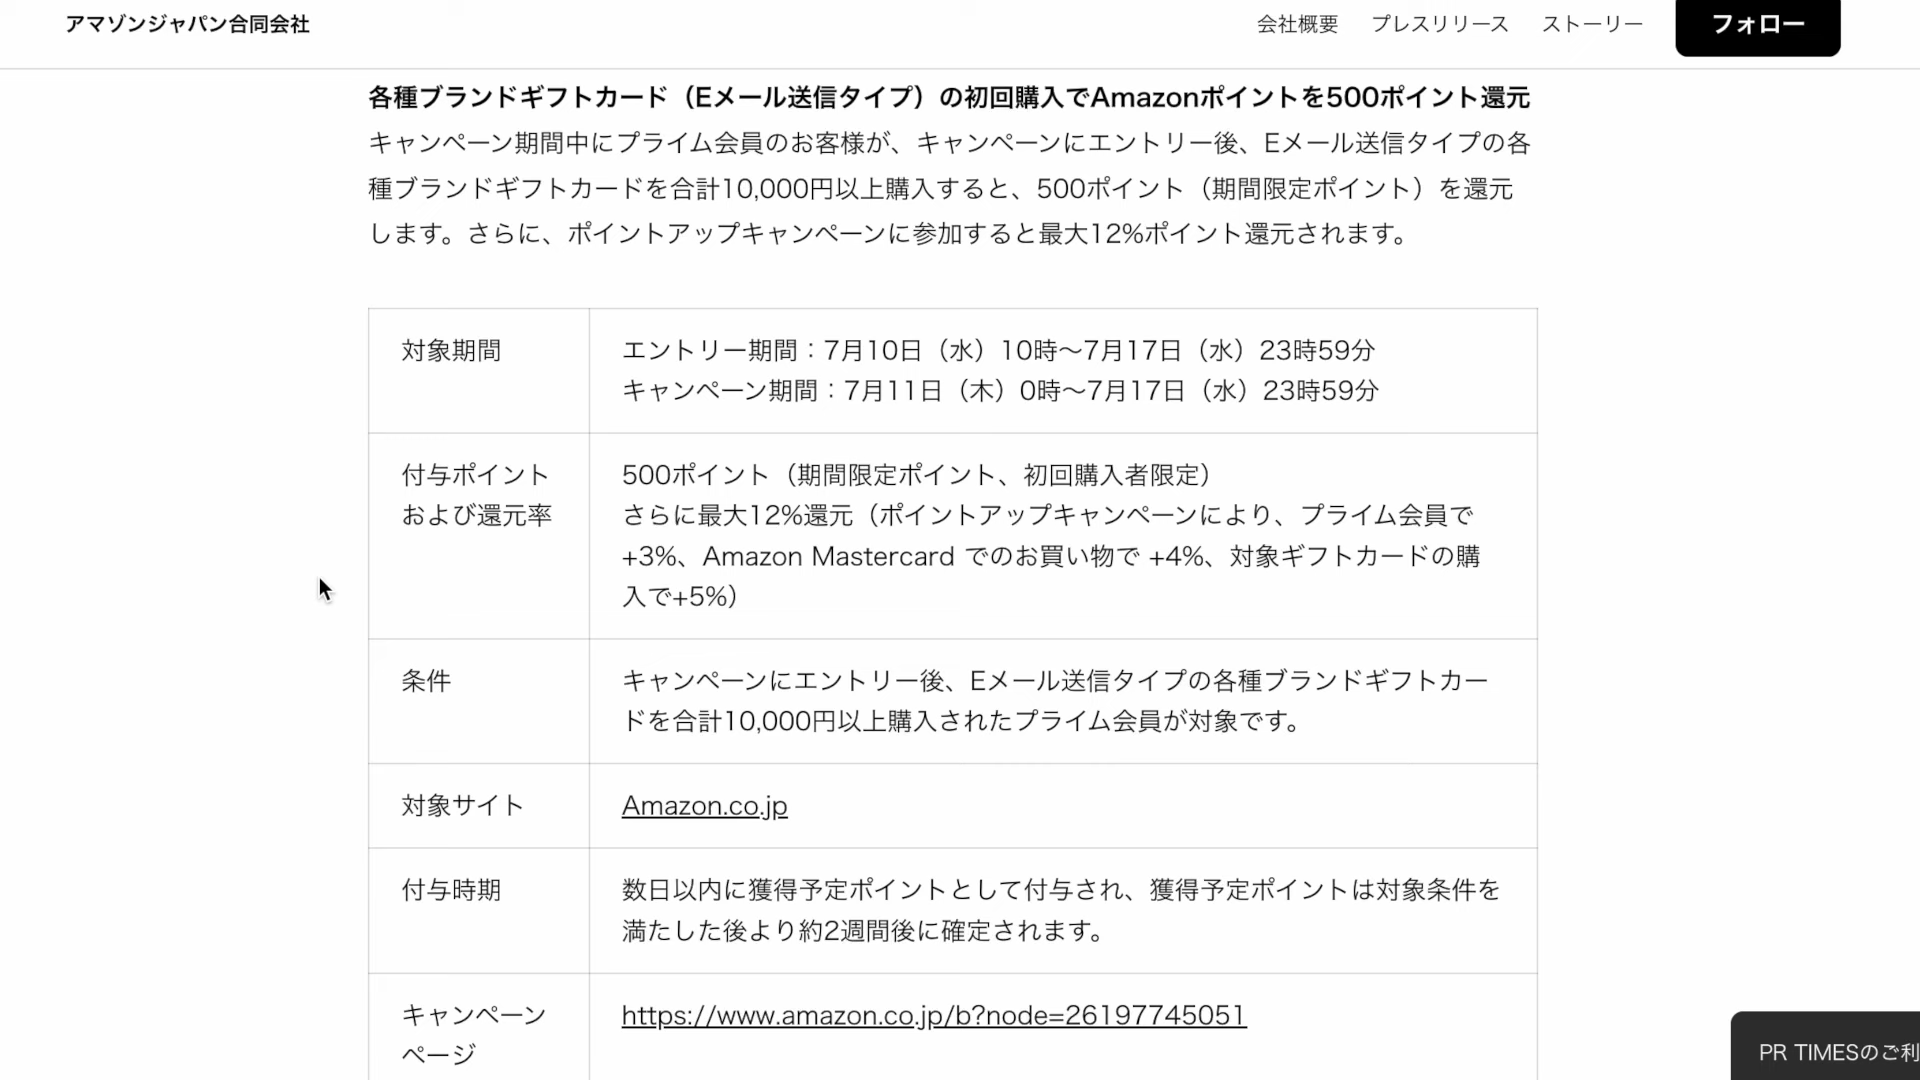 アマゾンジャパン合同会社
会社概要 プレスリリース ストーリー フォロー
各種ブランドギフトカード（Eメール送信タイプ）の初回購入でAmazonポイントを500ポイント還元
キャンペーン期間中にプライム会員のお客様が、キャンペーンにエントリー後、Eメール送信タイプの各
種ブランドギフトカードを合計10,000円以上購入すると、500ポイント（期間限定ポイント）を還元
します。さらに、ポイントアップキャンペーンに参加すると最大12%ポイント還元されます。
対象期間
エントリー期間：7月10日（水）10時〜7月17日（水）23時59分
キャンペーン期間：7月11日（木）0時〜7月17日（水）23時59分
付与ポイント
および還元率
500ポイント（期間限定ポイント、初回購入者限定）
さらに最大12%還元（ポイントアップキャンペーンにより、プライム会員で
+3%、Amazon Mastercard でのお買い物で +4%、対象ギフトカードの購
入で+5%）
条件
キャンペーンにエントリー後、Eメール送信タイプの各種ブランドギフトカー
ドを合計10,000円以上購入されたプライム会員が対象です。
対象サイト
Amazon.co.jp
付与時期
数日以内に獲得予定ポイントとして付与され、獲得予定ポイントは対象条件を
満たした後より約2週間後に確定されます。
キャンペーン
ページ
https://www.amazon.co.jp/b?node=26197745051
PR TIMESのご利